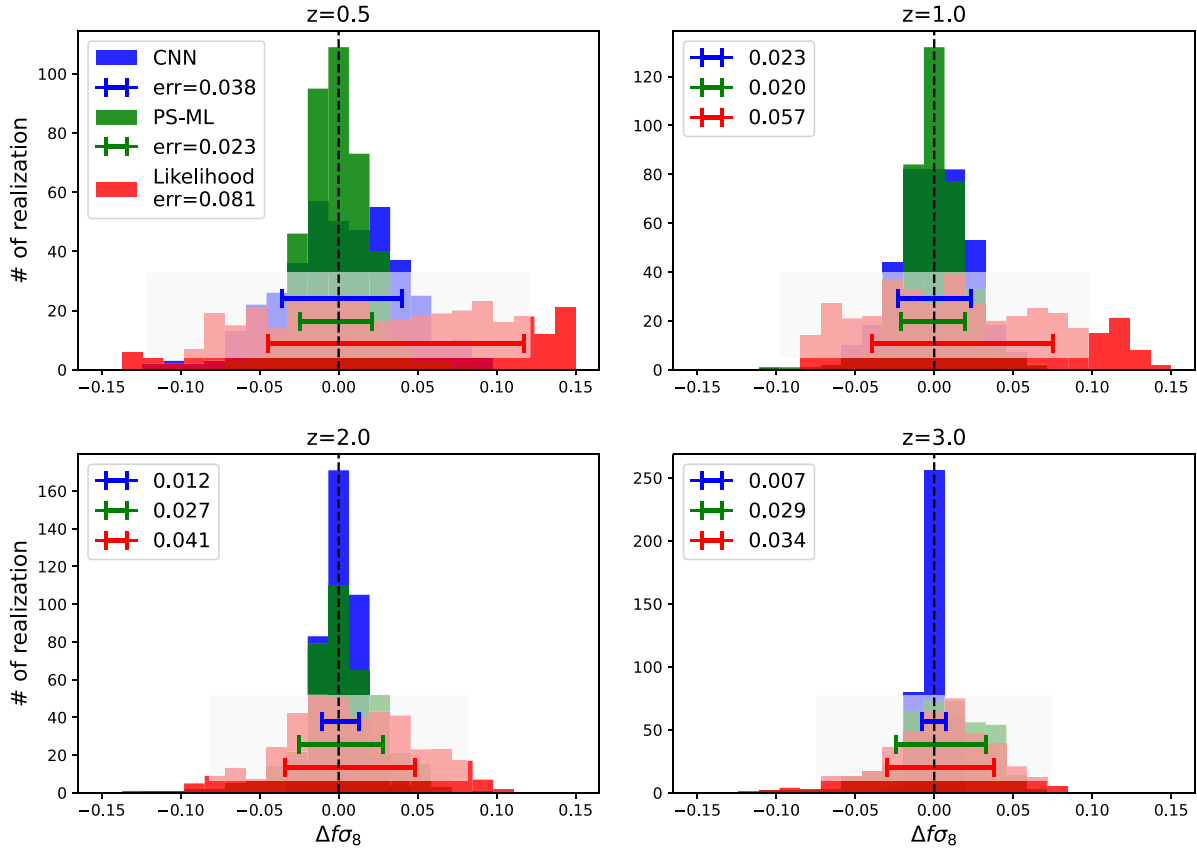 z=0.5
# of realization
100
80
60
40
20
0
CNN
err=0.038
PS-ML
err=0.023
Likelihood
err=0.081
−0.15 −0.10 −0.05 0.00 0.05 0.10 0.15
z=1.0
120
100
80
60
40
20
0
0.023
0.020
0.057
−0.15 −0.10 −0.05 0.00 0.05 0.10 0.15
z=2.0
# of realization
160
140
120
100
80
60
40
20
0
0.012
0.027
0.041
−0.15 −0.10 −0.05 0.00 0.05 0.10 0.15
Δfσ₈
z=3.0
250
200
150
100
50
0
0.007
0.029
0.034
−0.15 −0.10 −0.05 0.00 0.05 0.10 0.15
Δfσ₈